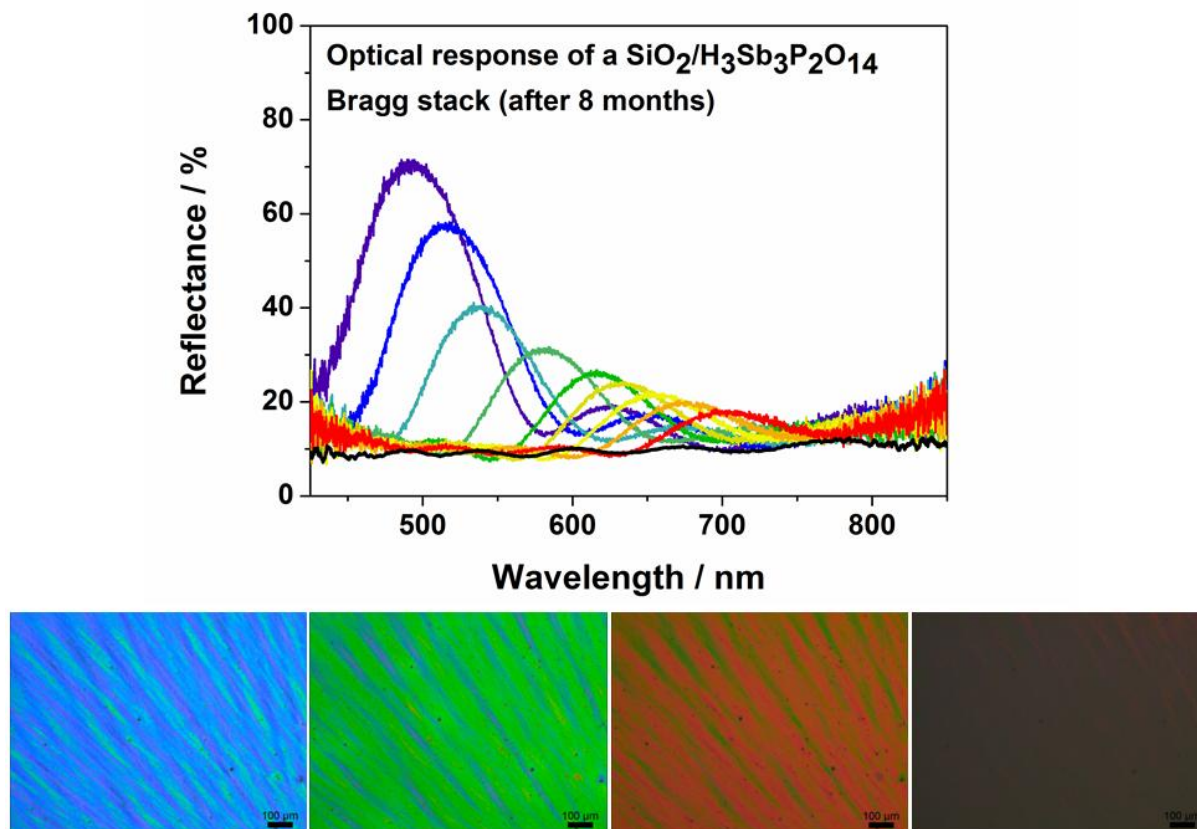 100
Optical response of a SiO₂/H₃Sb₃P₂O₁₄
Bragg stack (after 8 months)
80
60
40
20
0
Reflectance / %
500 600 700 800
Wavelength / nm
100 µm 100 µm 100 µm 100 µm